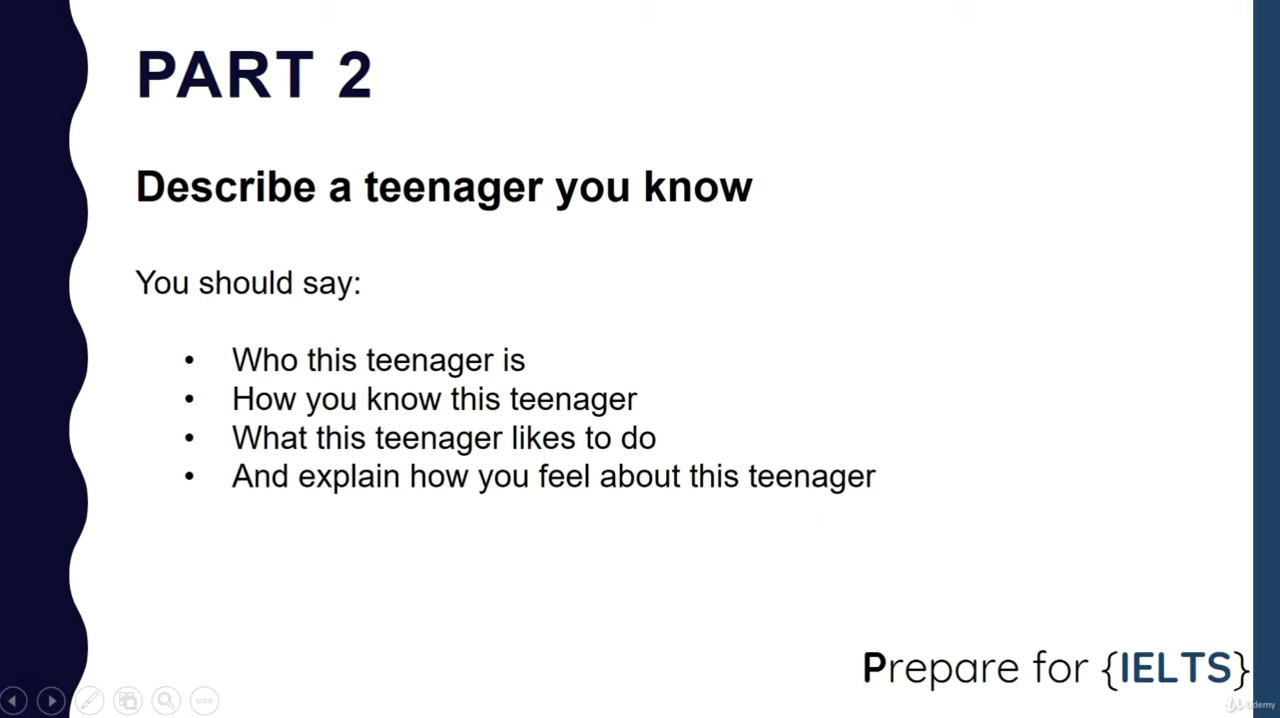 PART 2
Describe a teenager you know
You should say:
• Who this teenager is
• How you know this teenager
• What this teenager likes to do
• And explain how you feel about this teenager
Prepare for {IELTS}
Udemy